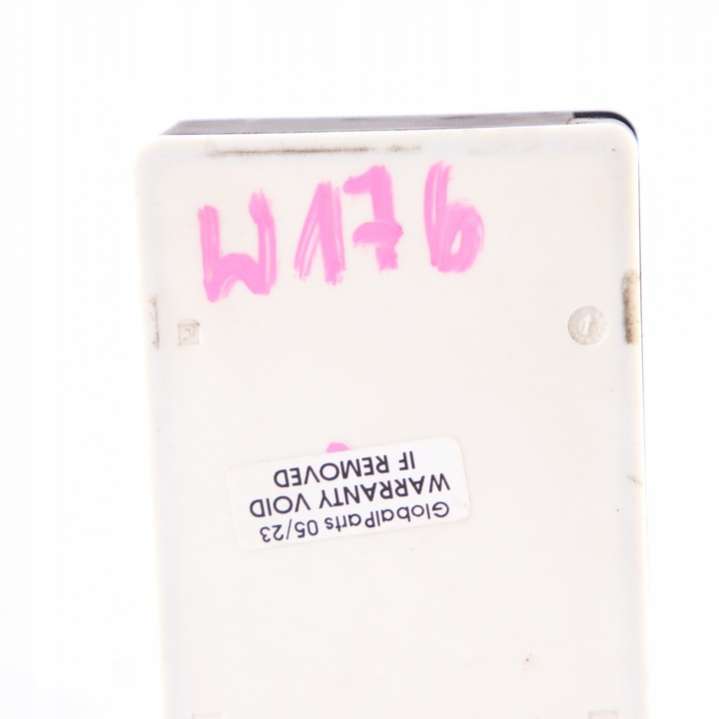 W176
GlobalParts 05/23
WARRANTY VOID
IF REMOVED